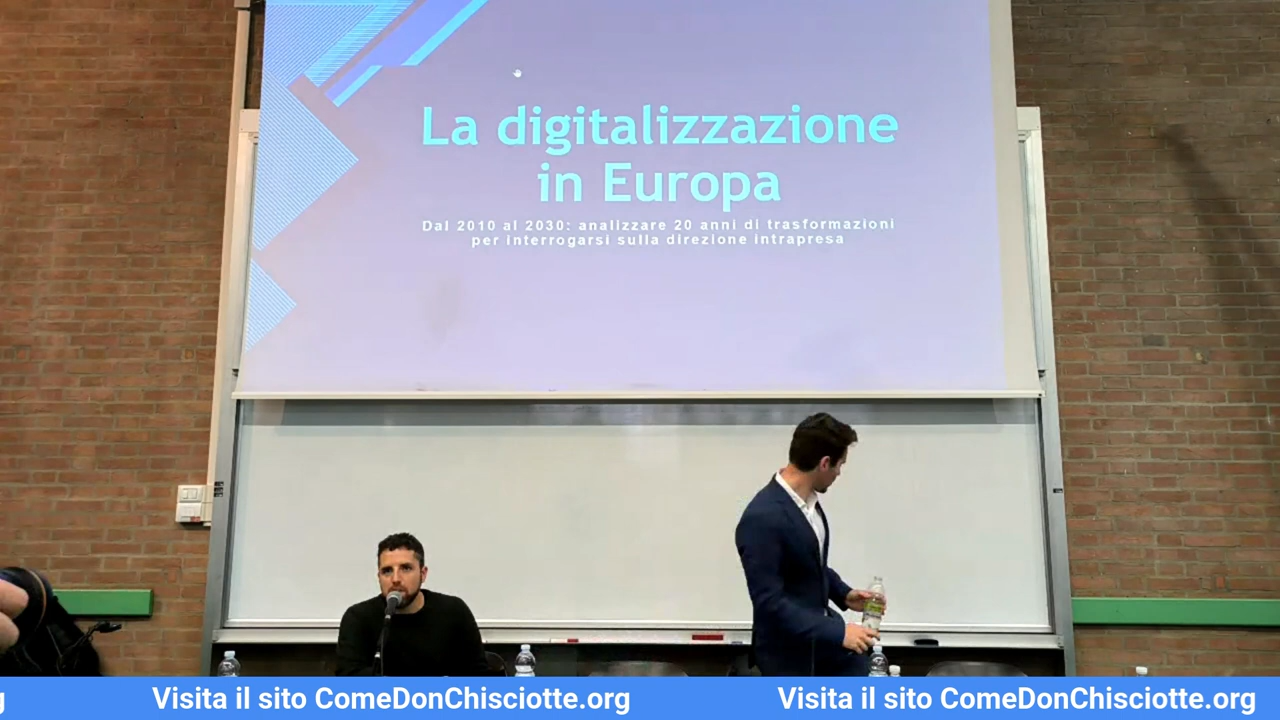 La digitalizzazione
in Europa
Dal 2010 al 2030: analizzare 20 anni di trasformazioni
per interrogarsi sulla direzione intrapresa
g Visita il sito ComeDonChisciotte.org Visita il sito ComeDonChisciotte.org